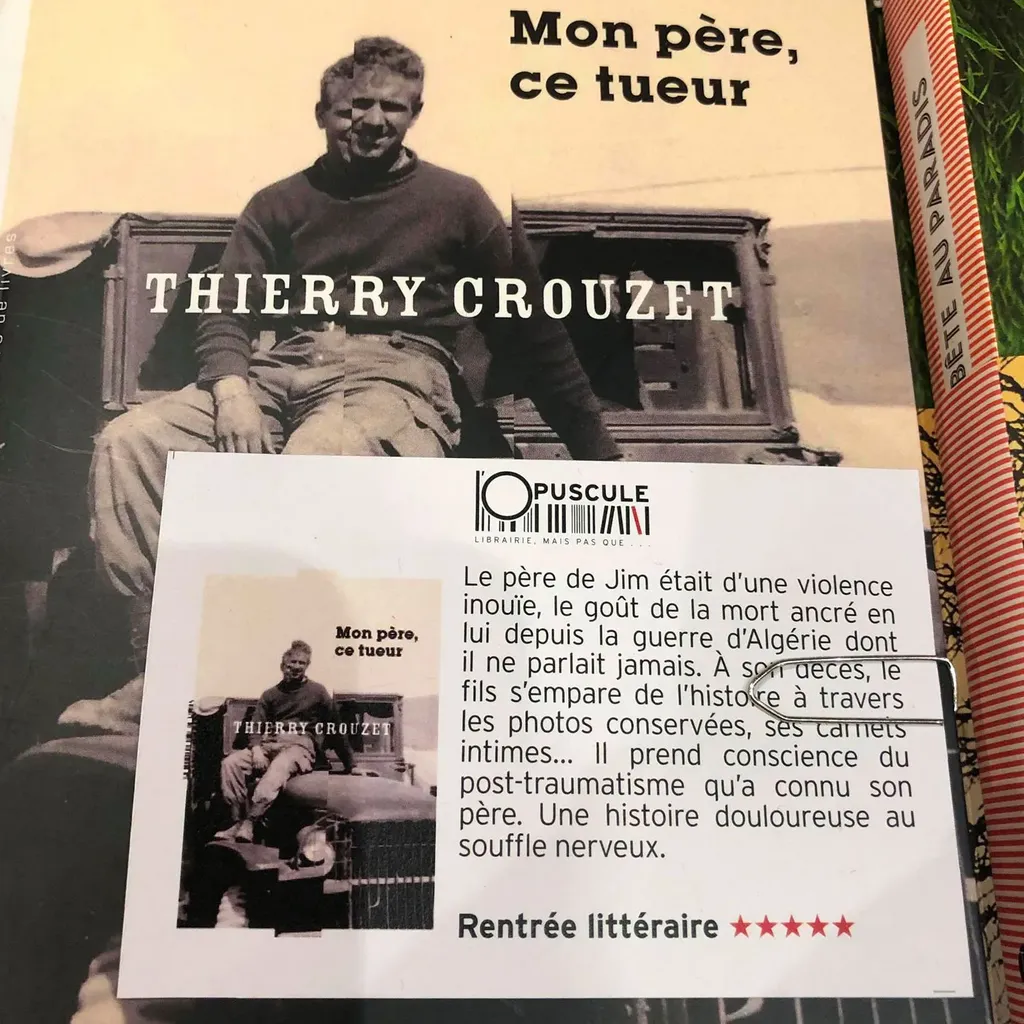 Mon père,
ce tueur
THIERRY CROUZET
BÊTE AU PARADIS
l'OPUSCULE
LIBRAIRIE, MAIS PAS QUE ...
Le père de Jim était d'une violence
inouïe, le goût de la mort ancré en
lui depuis la guerre d'Algérie dont
il ne parlait jamais. À son décès, le
fils s'empare de l'histoire à travers
les photos conservées, ses carnets
intimes... Il prend conscience du
post-traumatisme qu'a connu son
père. Une histoire douloureuse au
souffle nerveux.
Rentrée littéraire ★★★★★
Mon père,
ce tueur
THIERRY CROUZET